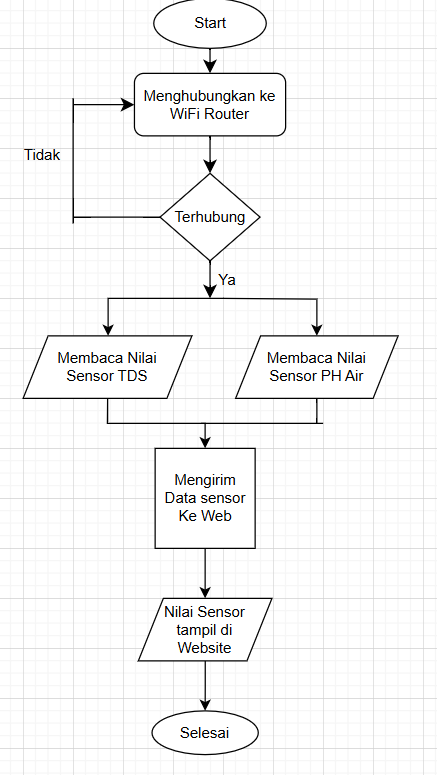 Start
Menghubungkan ke
WiFi Router
Tidak
Terhubung
Ya
Membaca Nilai
Sensor TDS
Membaca Nilai
Sensor PH Air
Mengirim
Data sensor
Ke Web
Nilai Sensor
tampil di
Website
Selesai